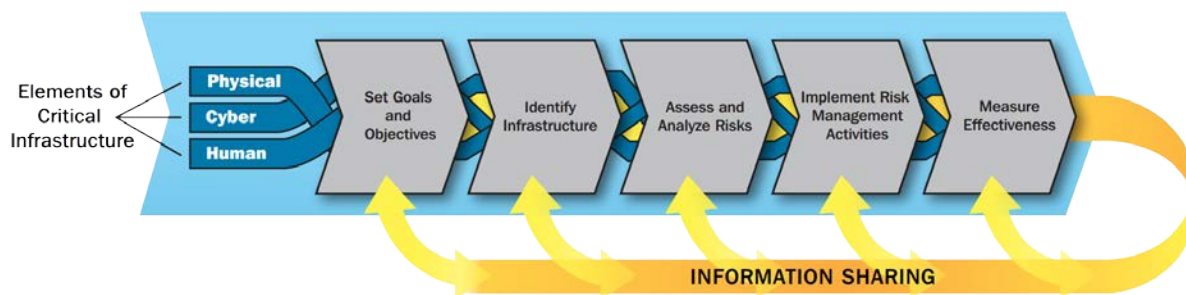 Elements of
Critical
Infrastructure
Physical
Cyber
Human
Set Goals
and
Objectives
Identify
Infrastructure
Assess and
Analyze Risks
Implement Risk
Management
Activities
Measure
Effectiveness
INFORMATION SHARING